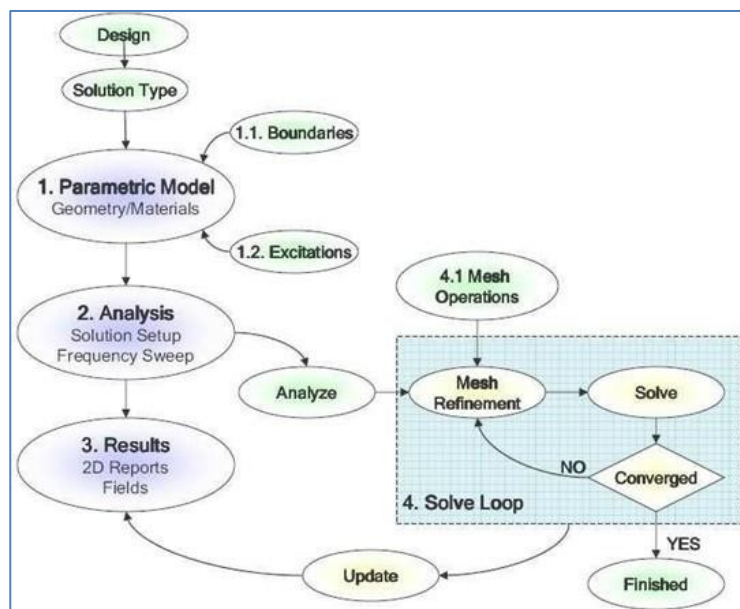 Design
Solution Type
1.1. Boundaries
1. Parametric Model
Geometry/Materials
1.2. Excitations
4.1 Mesh
Operations
2. Analysis
Solution Setup
Frequency Sweep
Analyze
Mesh
Refinement
Solve
3. Results
2D Reports
Fields
NO
Converged
4. Solve Loop
YES
Update
Finished